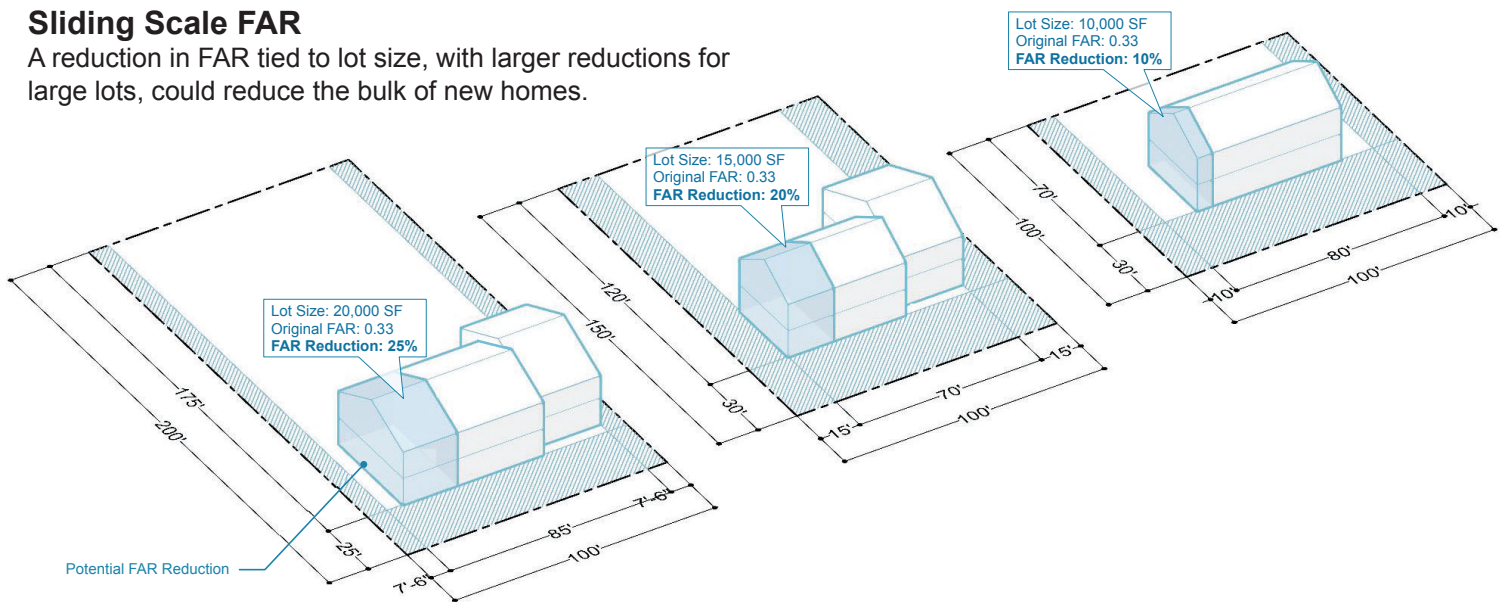 Sliding Scale FAR
A reduction in FAR tied to lot size, with larger reductions for
large lots, could reduce the bulk of new homes.
Lot Size: 20,000 SF
Original FAR: 0.33
FAR Reduction: 25%
175'
200'
25'
7'-6"
85'
7'-6"
100'
Potential FAR Reduction
Lot Size: 15,000 SF
Original FAR: 0.33
FAR Reduction: 20%
120'
150'
30'
15'
70'
15'
100'
Lot Size: 10,000 SF
Original FAR: 0.33
FAR Reduction: 10%
70'
100'
30'
10'
80'
10'
100'